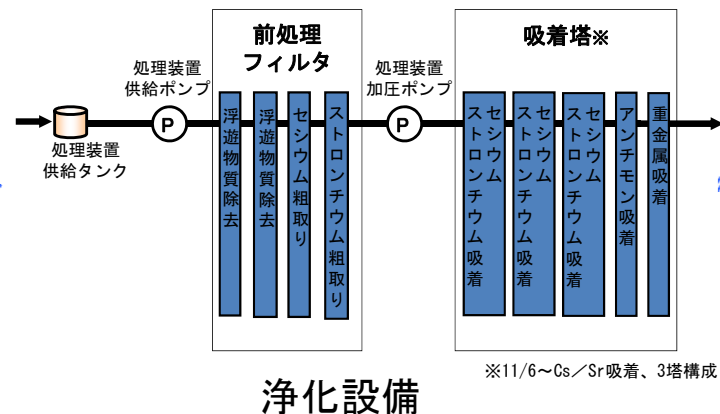 前処理
フィルタ
吸着塔※
処理装置
供給ポンプ
処理装置
加圧ポンプ
P
P
処理装置
供給タンク
浮遊物質除去
浮遊物質除去
セシウム粗取り
ストロンチウム粗取り
セシウム
ストロンチウム吸着
セシウム
ストロンチウム吸着
セシウム
ストロンチウム吸着
アンチモン吸着
重金属吸着
※11/6～Cs／Sr吸着、3塔構成
浄化設備